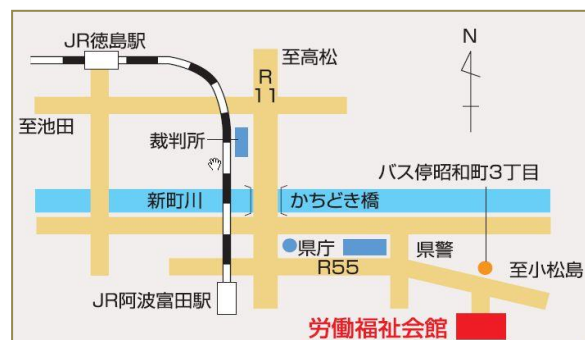 JR徳島駅
至高松
N
R
11
至池田
裁判所
バス停昭和町3丁目
新町川
かちどき橋
県庁
県警
R55
至小松島
JR阿波富田駅
労働福祉会館